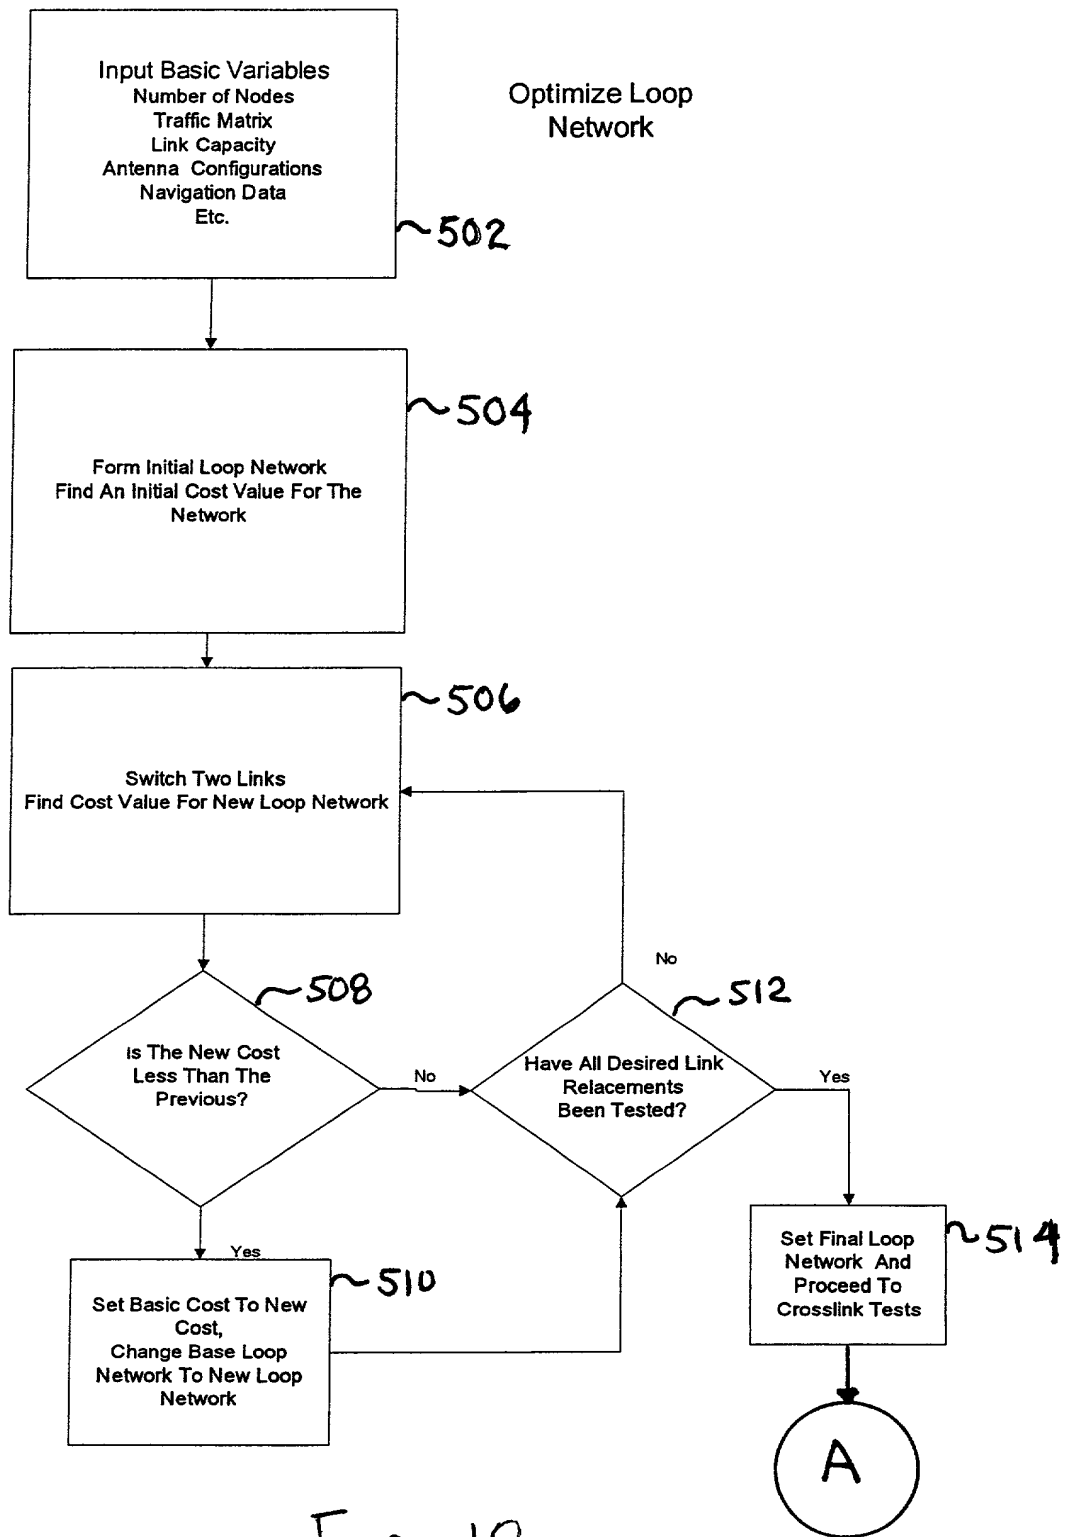 Input Basic Variables
Number of Nodes
Traffic Matrix
Link Capacity
Antenna Configurations
Navigation Data
Etc.
502
Optimize Loop
Network
504
Form Initial Loop Network
Find An Initial Cost Value For The
Network
506
Switch Two Links
Find Cost Value For New Loop Network
508
Is The New Cost
Less Than The
Previous?
No
Yes
510
Set Basic Cost To New
Cost,
Change Base Loop
Network To New Loop
Network
No
512
Have All Desired Link
Relacements
Been Tested?
Yes
514
Set Final Loop
Network And
Proceed To
Crosslink Tests
A